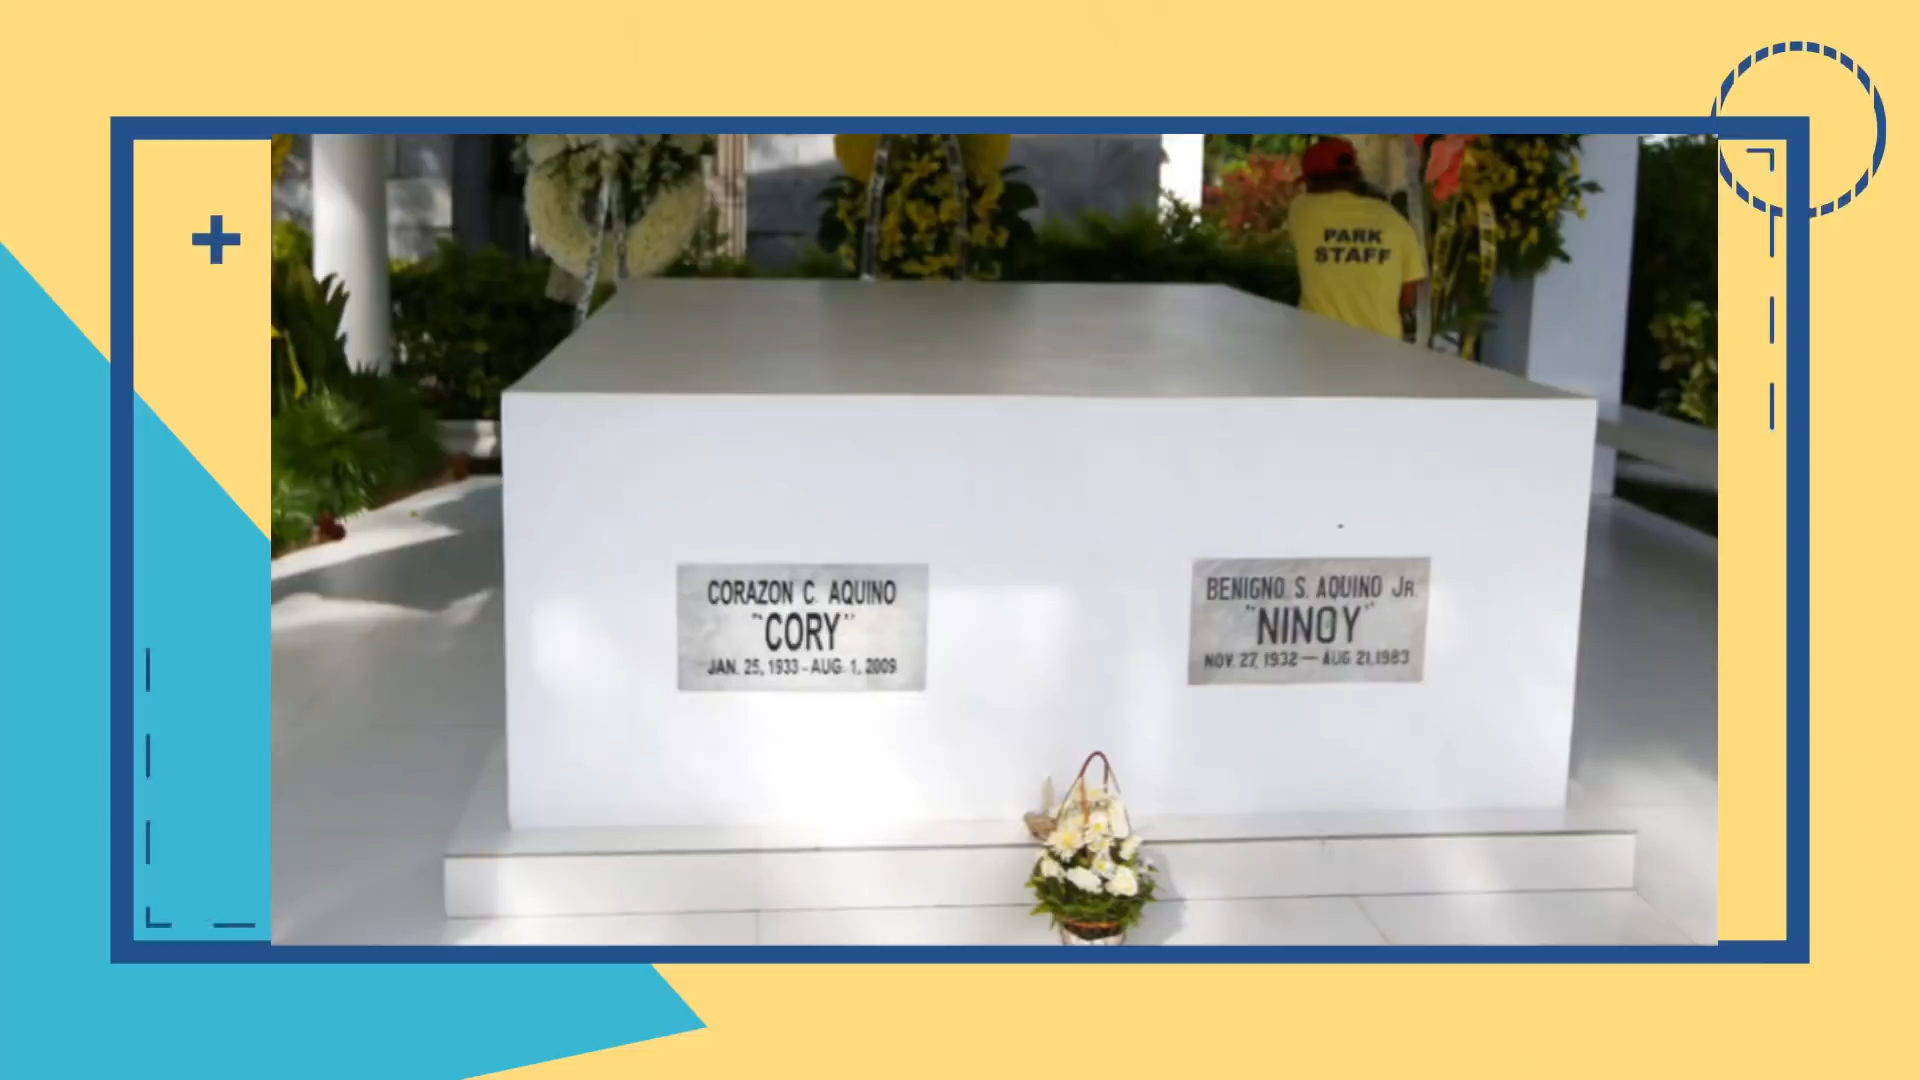 PARK
STAFF
CORAZON C. AQUINO
"CORY"
JAN. 25, 1933 - AUG. 1, 2009
BENIGNO S. AQUINO JR.
"NINOY"
NOV. 27, 1932 — AUG. 21, 1983